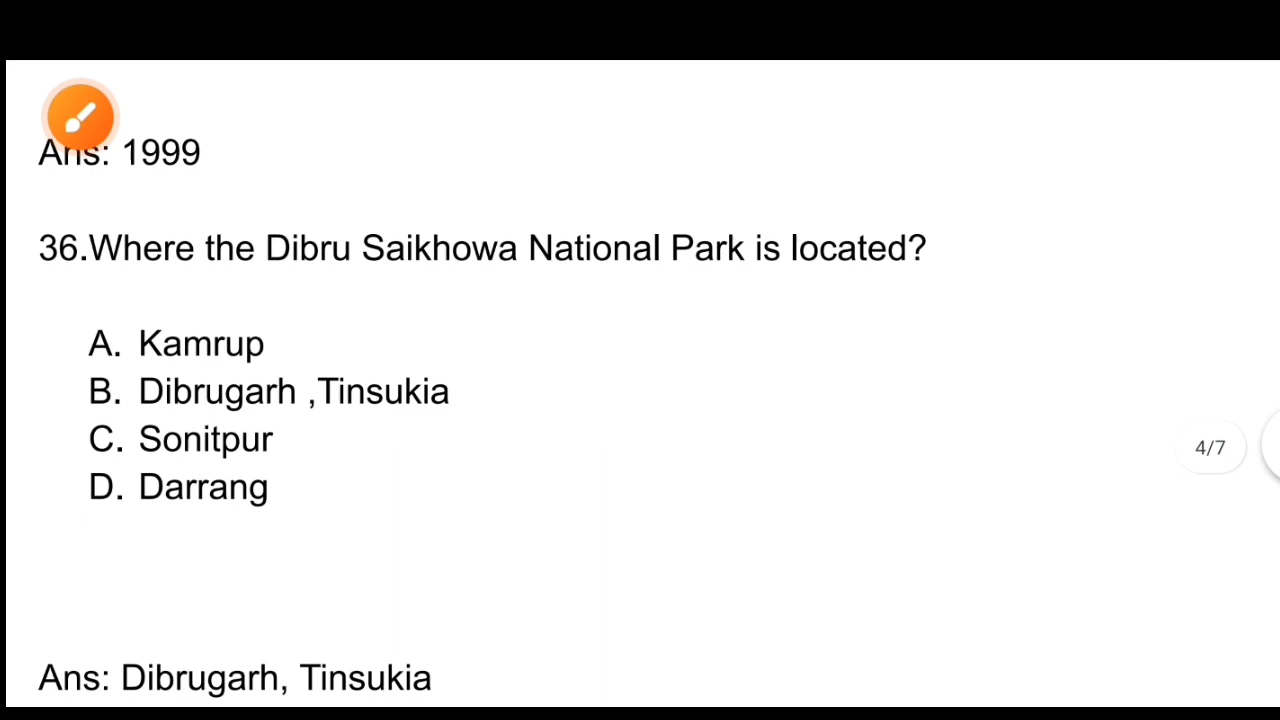 Ans: 1999
36.Where the Dibru Saikhowa National Park is located?
A. Kamrup
B. Dibrugarh ,Tinsukia
C. Sonitpur
D. Darrang
4/7
Ans: Dibrugarh, Tinsukia